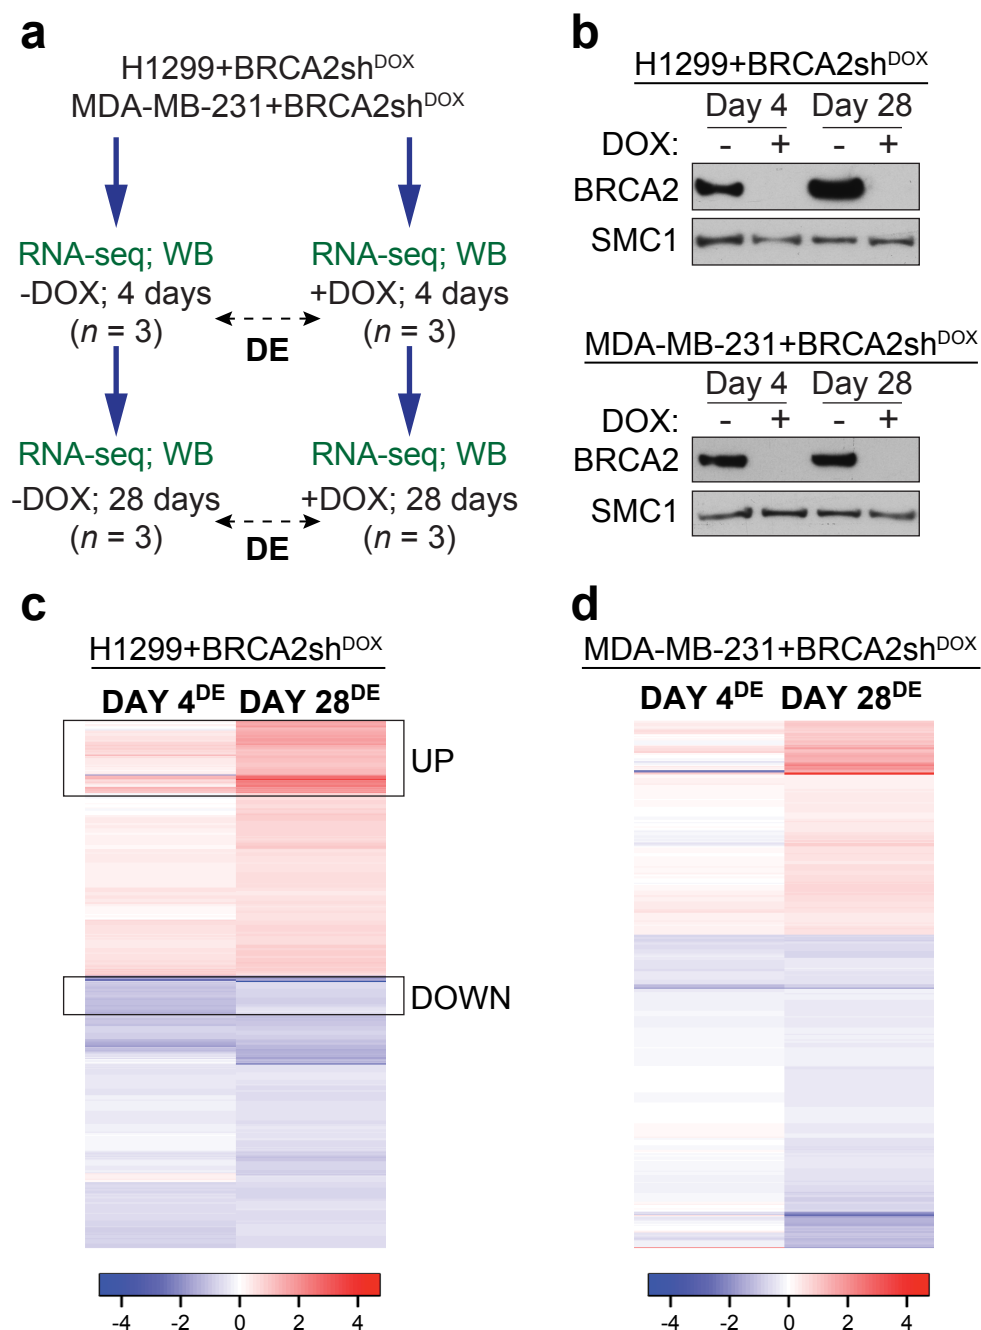 a
H1299+BRCA2shDOX
MDA-MB-231+BRCA2shDOX
RNA-seq; WB
-DOX; 4 days
(n = 3)
RNA-seq; WB
+DOX; 4 days
(n = 3)
DE
RNA-seq; WB
-DOX; 28 days
(n = 3)
RNA-seq; WB
+DOX; 28 days
(n = 3)
DE
b
H1299+BRCA2shDOX
Day 4 Day 28
DOX: - + - +
BRCA2
SMC1
MDA-MB-231+BRCA2shDOX
Day 4 Day 28
DOX: - + - +
BRCA2
SMC1
c
H1299+BRCA2shDOX
DAY 4DE DAY 28DE
UP
DOWN
-4 -2 0 2 4
d
MDA-MB-231+BRCA2shDOX
DAY 4DE DAY 28DE
-4 -2 0 2 4